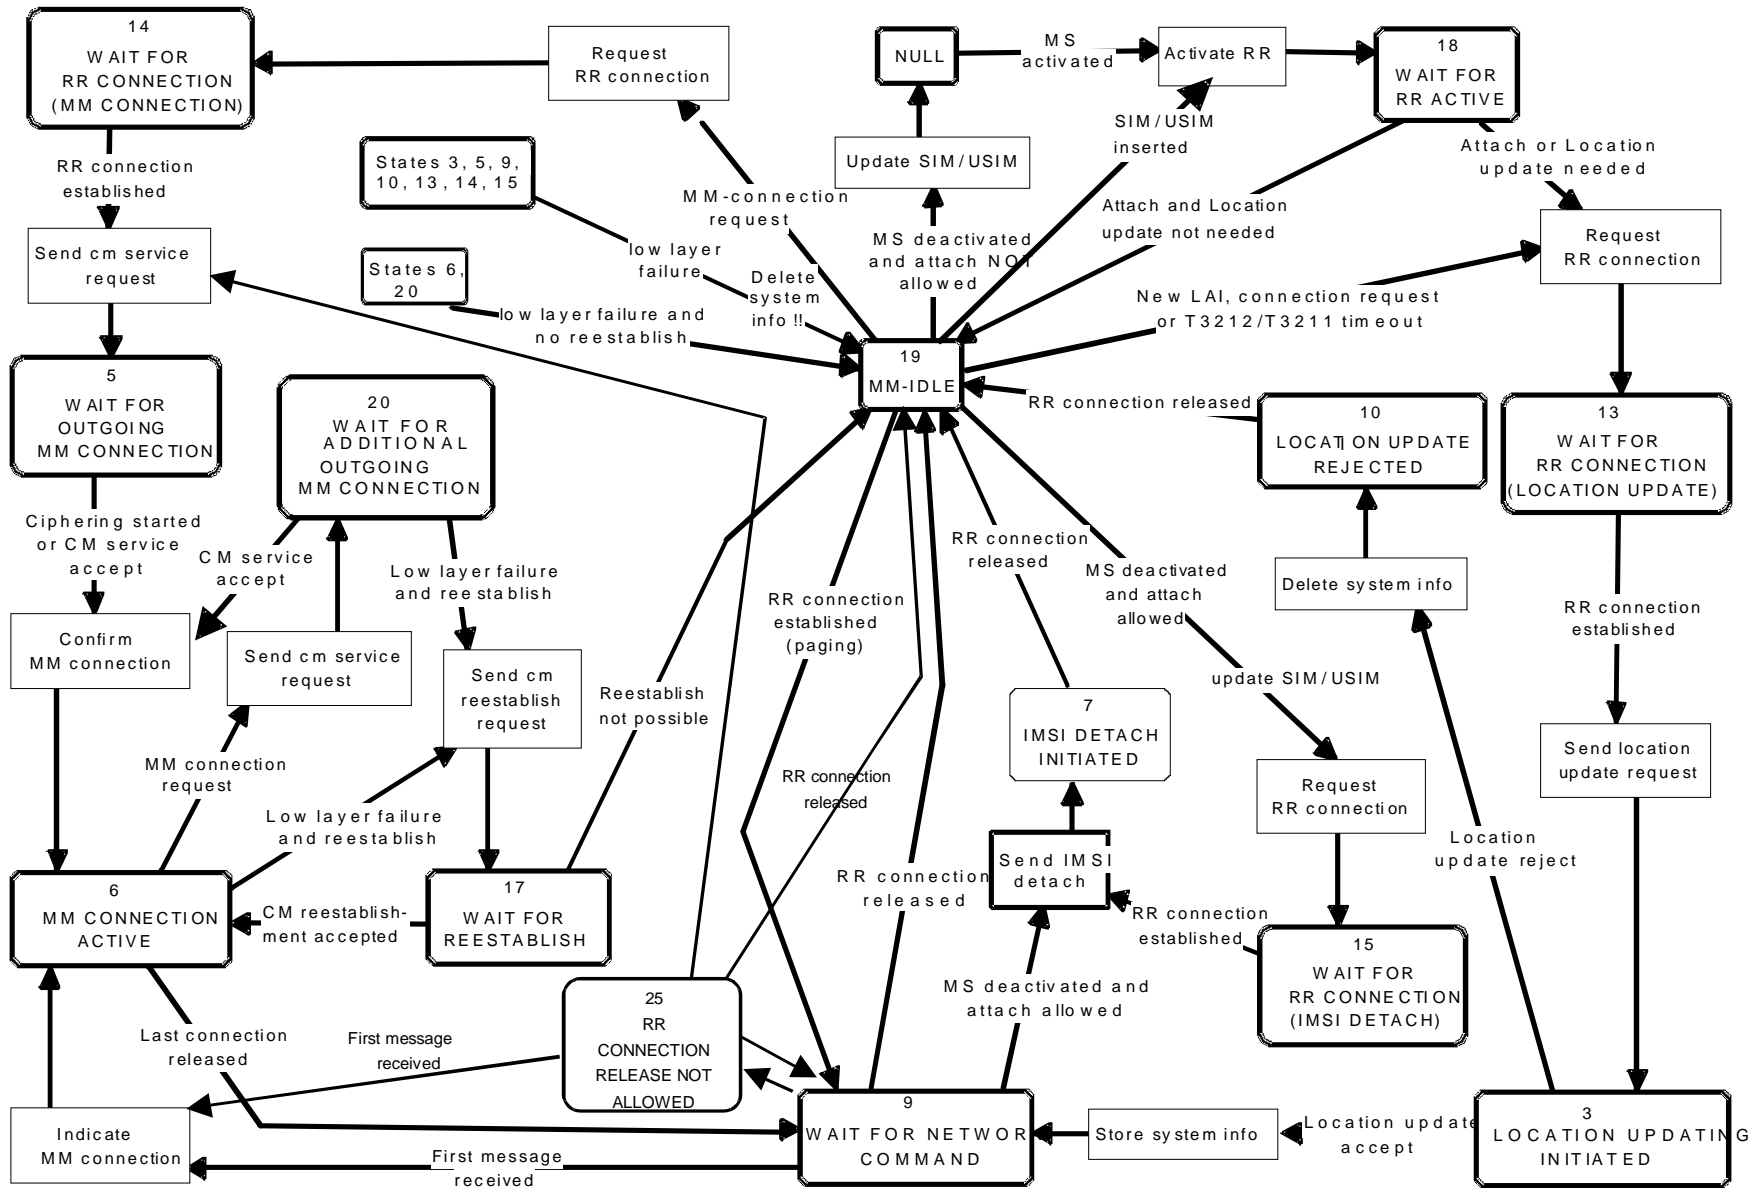 14
WAIT FOR
RR CONNECTION
(MM CONNECTION)
Request
RR connection
NULL
MS
activated
Activate RR
18
WAIT FOR
RR ACTIVE
RR connection
established
States 3, 5, 9,
10, 13, 14, 15
Update SIM/USIM
SIM/USIM
inserted
Attach or Location
update needed
MM-connection
request
Attach and Location
update not needed
Send cm service
request
States 6,
20
low layer
failure
Delete
system
info !!
MS deactivated
and attach NOT
allowed
Request
RR connection
low layer failure and
no reestablish
New LAI, connection request
or T3212/T3211 timeout
5
WAIT FOR
OUTGOING
MM CONNECTION
20
WAIT FOR
ADDITIONAL
OUTGOING
MM CONNECTION
19
MM-IDLE
RR connection released
10
LOCATION UPDATE
REJECTED
13
WAIT FOR
RR CONNECTION
(LOCATION UPDATE)
Ciphering started
or CM service
accept
CM service
accept
Low layer failure
and reestablish
RR connection
established
(paging)
RR connection
released
MS deactivated
and attach
allowed
Delete system info
RR connection
established
Confirm
MM connection
Send cm service
request
Send cm
reestablish
request
Reestablish
not possible
update SIM/USIM
7
IMSI DETACH
INITIATED
Send location
update request
MM connection
request
RR connection
released
Request
RR connection
Low layer failure
and reestablish
Location
update reject
6
MM CONNECTION
ACTIVE
CM reestablish-
ment accepted
17
WAIT FOR
REESTABLISH
RR connection
released
Send IMSI
detach
RR connection
established
15
WAIT FOR
RR CONNECTION
(IMSI DETACH)
Last connection
released
First message
received
25
RR
CONNECTION
RELEASE NOT
ALLOWED
MS deactivated and
attach allowed
Indicate
MM connection
First message
received
9
WAIT FOR NETWOR
COMMAND
Store system info
Location update
accept
3
LOCATION UPDATING
INITIATED